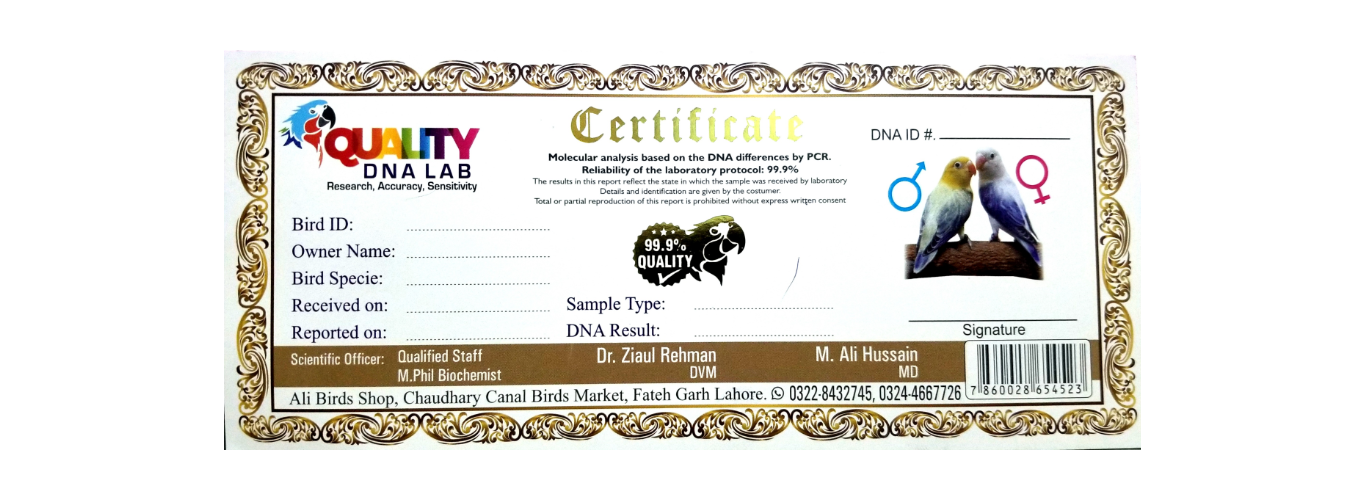 QUALITY
DNA LAB
Research, Accuracy, Sensitivity
Certificate
Molecular analysis based on the DNA differences by PCR.
Reliability of the laboratory protocol: 99.9%
The results in this report reflect the state in which the sample was received by laboratory
Details and identification are given by the costumer.
Total or partial reproduction of this report is prohibited without express written consent
DNA ID #.
99.9%
QUALITY
Bird ID:
Owner Name:
Bird Specie:
Received on:
Reported on:
Sample Type:
DNA Result:
Signature
Scientific Officer: Qualified Staff
M.Phil Biochemist
Dr. Ziaul Rehman
DVM
M. Ali Hussain
MD
Ali Birds Shop, Chaudhary Canal Birds Market, Fateh Garh Lahore. 0322-8432745, 0324-4667726
7 860028 654523